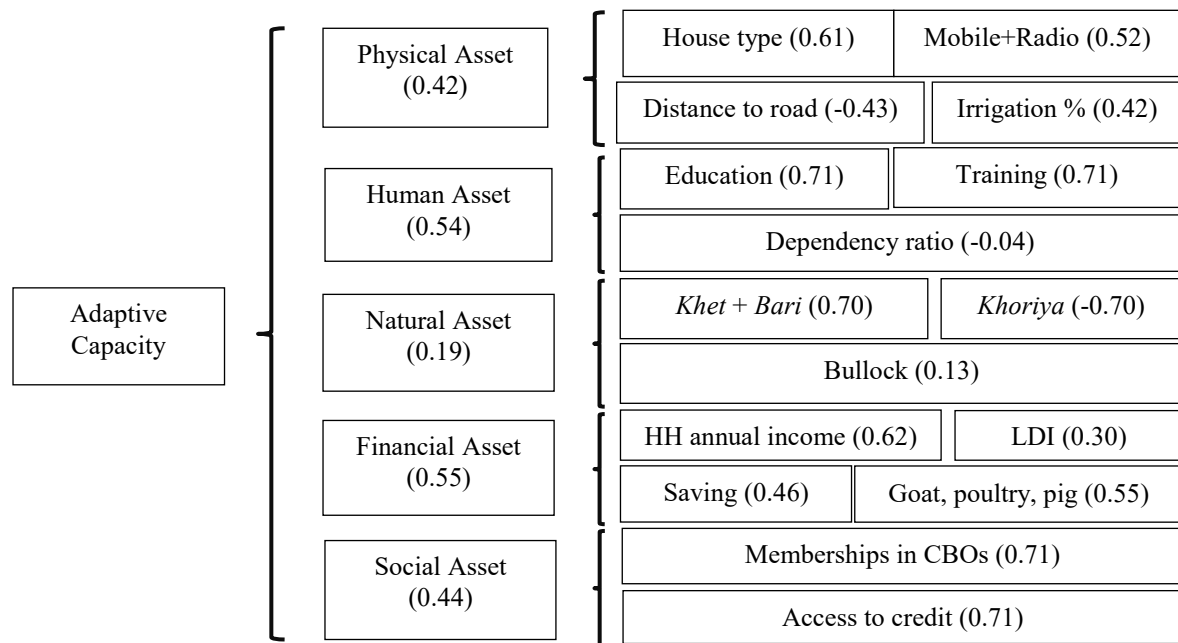 Adaptive
Capacity
Physical Asset
(0.42)
House type (0.61)
Mobile+Radio (0.52)
Distance to road (-0.43)
Irrigation % (0.42)
Human Asset
(0.54)
Education (0.71)
Training (0.71)
Dependency ratio (-0.04)
Natural Asset
(0.19)
Khet + Bari (0.70)
Khoriya (-0.70)
Bullock (0.13)
Financial Asset
(0.55)
HH annual income (0.62)
LDI (0.30)
Saving (0.46)
Goat, poultry, pig (0.55)
Social Asset
(0.44)
Memberships in CBOs (0.71)
Access to credit (0.71)